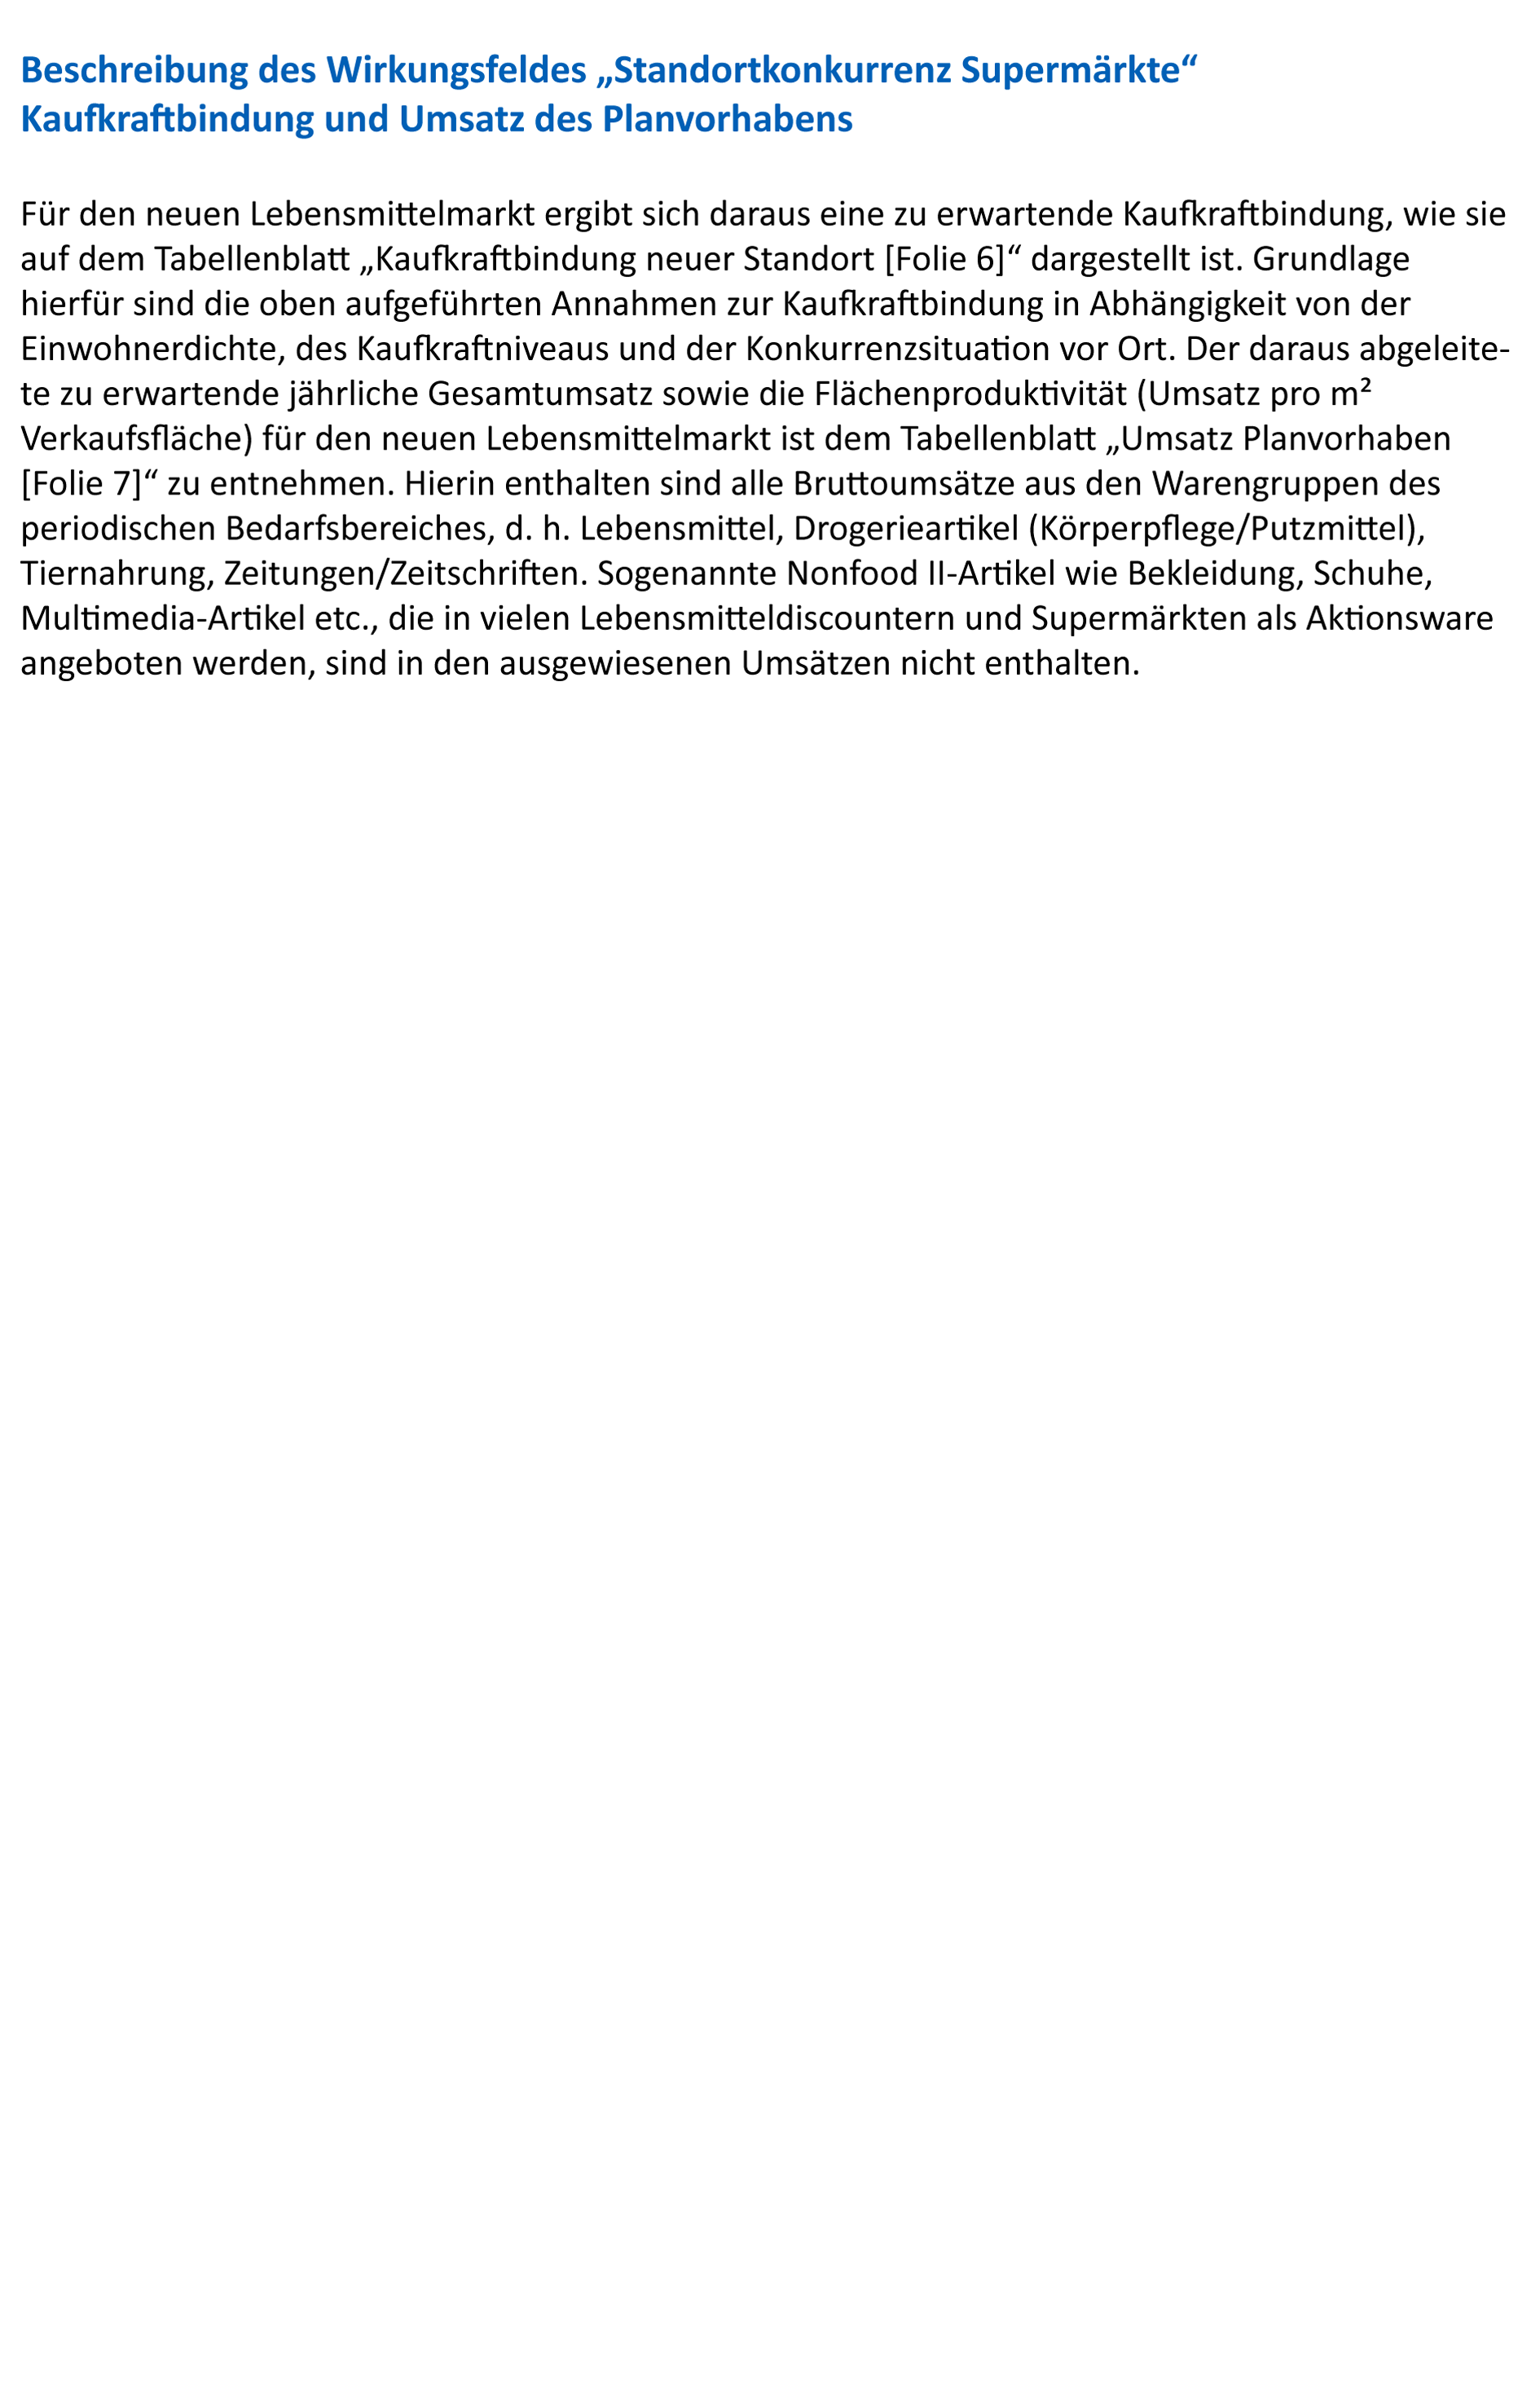 Beschreibung des Wirkungsfeldes „Standortkonkurrenz Supermärkte“
Kaufkraftbindung und Umsatz des Planvorhabens
Für den neuen Lebensmittelmarkt ergibt sich daraus eine zu erwartende Kaufkraftbindung, wie sie
auf dem Tabellenblatt „Kaufkraftbindung neuer Standort [Folie 6]“ dargestellt ist. Grundlage
hierfür sind die oben aufgeführten Annahmen zur Kaufkraftbindung in Abhängigkeit von der
Einwohnerdichte, des Kaufkraftniveaus und der Konkurrenzsituation vor Ort. Der daraus abgeleite-
te zu erwartende jährliche Gesamtumsatz sowie die Flächenproduktivität (Umsatz pro m²
Verkaufsfläche) für den neuen Lebensmittelmarkt ist dem Tabellenblatt „Umsatz Planvorhaben
[Folie 7]“ zu entnehmen. Hierin enthalten sind alle Bruttoumsätze aus den Warengruppen des
periodischen Bedarfsbereiches, d. h. Lebensmittel, Drogerieartikel (Körperpflege/Putzmittel),
Tiernahrung, Zeitungen/Zeitschriften. Sogenannte Nonfood II-Artikel wie Bekleidung, Schuhe,
Multimedia-Artikel etc., die in vielen Lebensmitteldiscountern und Supermärkten als Aktionsware
angeboten werden, sind in den ausgewiesenen Umsätzen nicht enthalten.